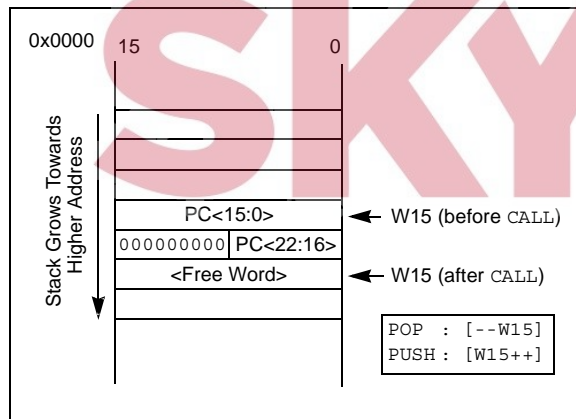 SKY
0x0000
15 0
Stack Grows Towards
Higher Address
PC<15:0>
W15 (before CALL)
000000000 PC<22:16>
<Free Word>
W15 (after CALL)
POP : [--W15]
PUSH : [W15++]